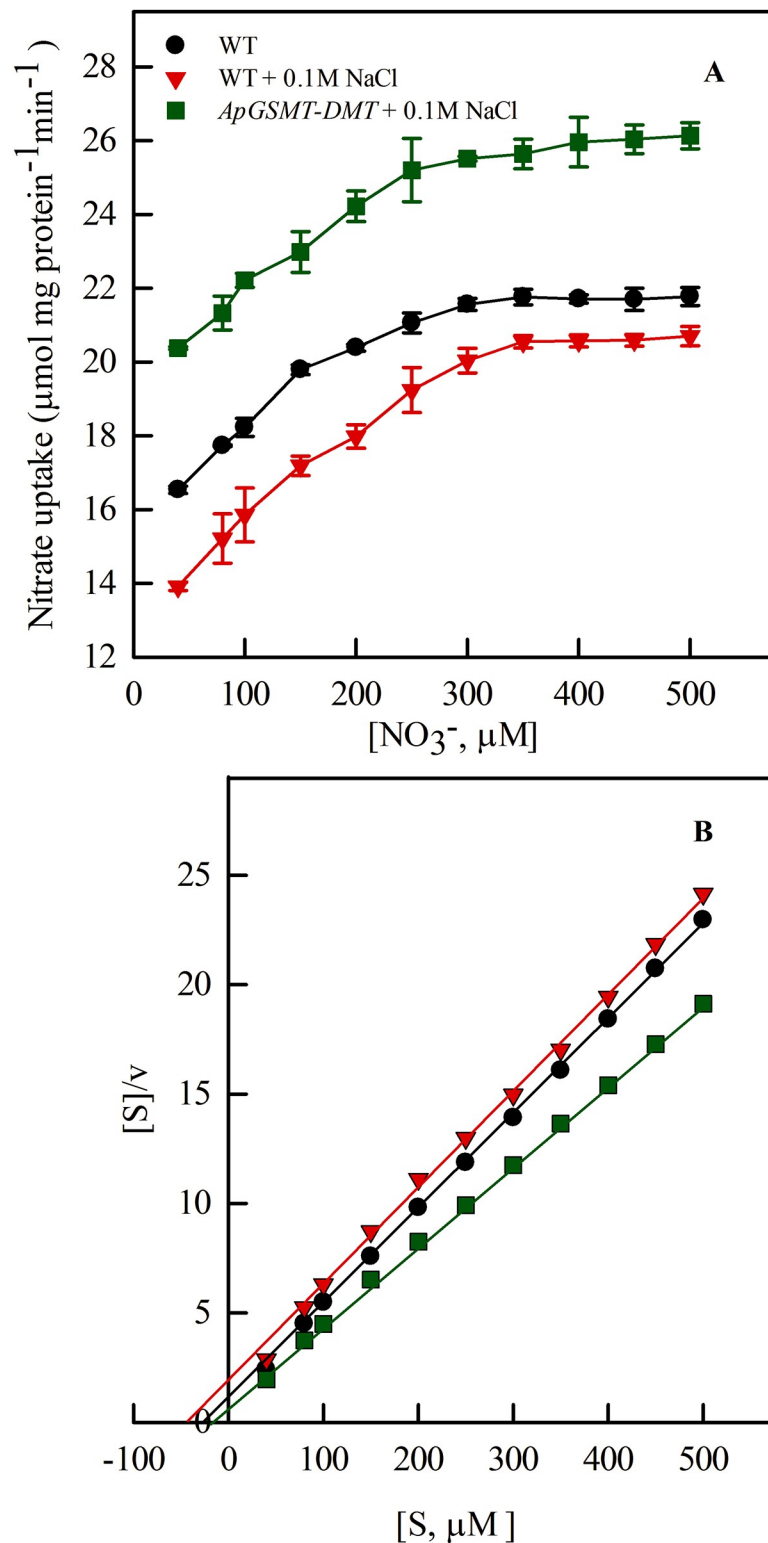 WT
WT + 0.1M NaCl
ApGSMT-DMT + 0.1M NaCl
A
Nitrate uptake (µmol mg protein⁻¹min⁻¹)
28
26
24
22
20
18
16
14
12
0 100 200 300 400 500
[NO₃⁻, µM]
B
[S]/v
25
20
15
10
5
0
-100 0 100 200 300 400 500
[S, µM ]